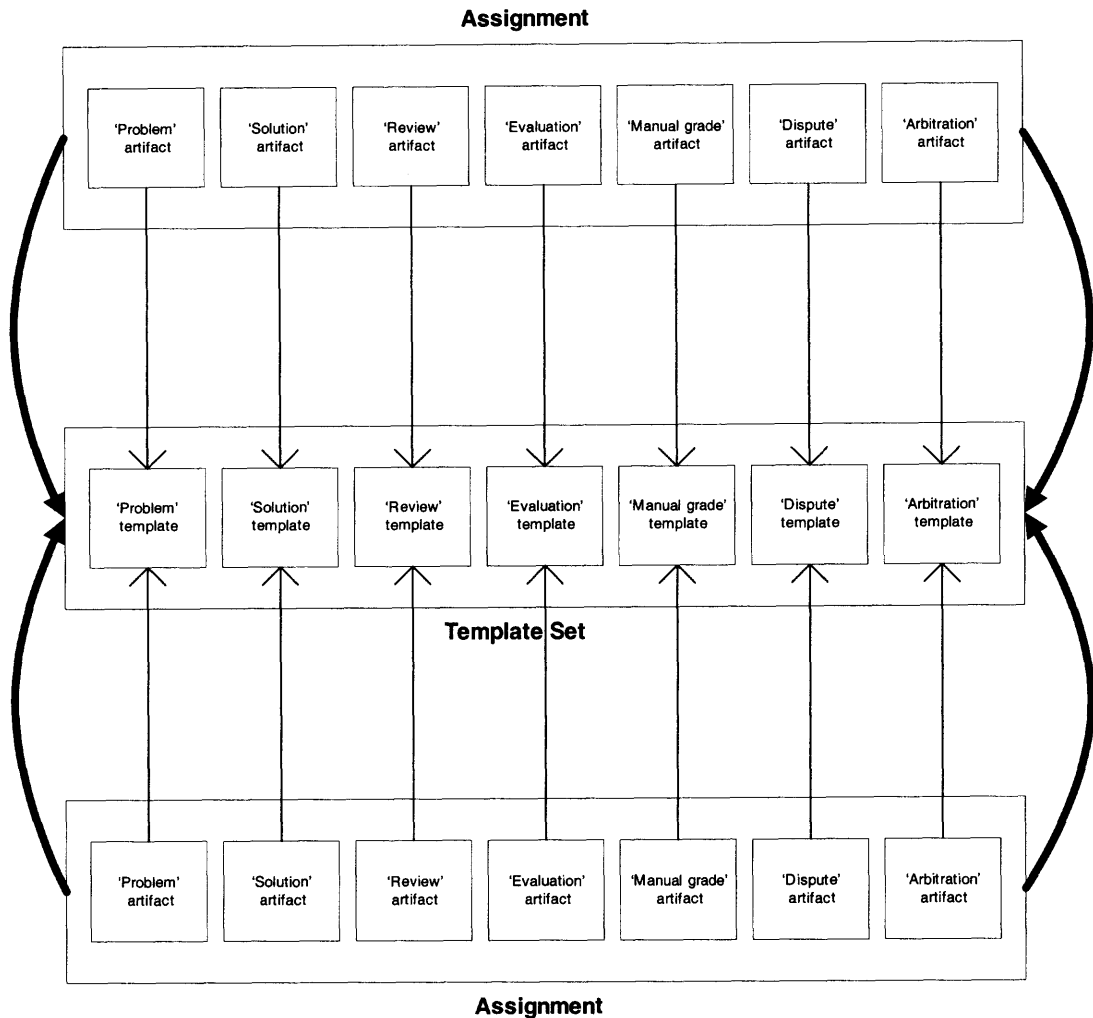 Assignment
‘Problem’
artifact
‘Solution’
artifact
‘Review’
artifact
‘Evaluation’
artifact
‘Manual grade’
artifact
‘Dispute’
artifact
‘Arbitration’
artifact
‘Problem’
template
‘Solution’
template
‘Review’
template
‘Evaluation’
template
‘Manual grade’
template
‘Dispute’
template
‘Arbitration’
template
Template Set
‘Problem’
artifact
‘Solution’
artifact
‘Review’
artifact
‘Evaluation’
artifact
‘Manual grade’
artifact
‘Dispute’
artifact
‘Arbitration’
artifact
Assignment